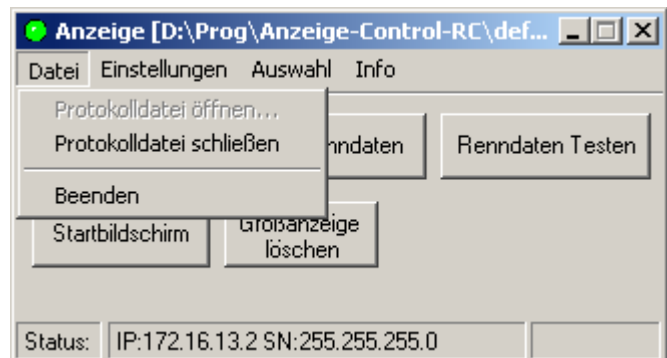 Anzeige [D:\Prog\Anzeige-Control-RC\def...
Datei Einstellungen Auswahl Info
Protokolldatei öffnen...
Protokolldatei schließen
Beenden
nndaten
Renndaten Testen
Startbildschirm
Großanzeige
löschen
Status: IP:172.16.13.2 SN:255.255.255.0